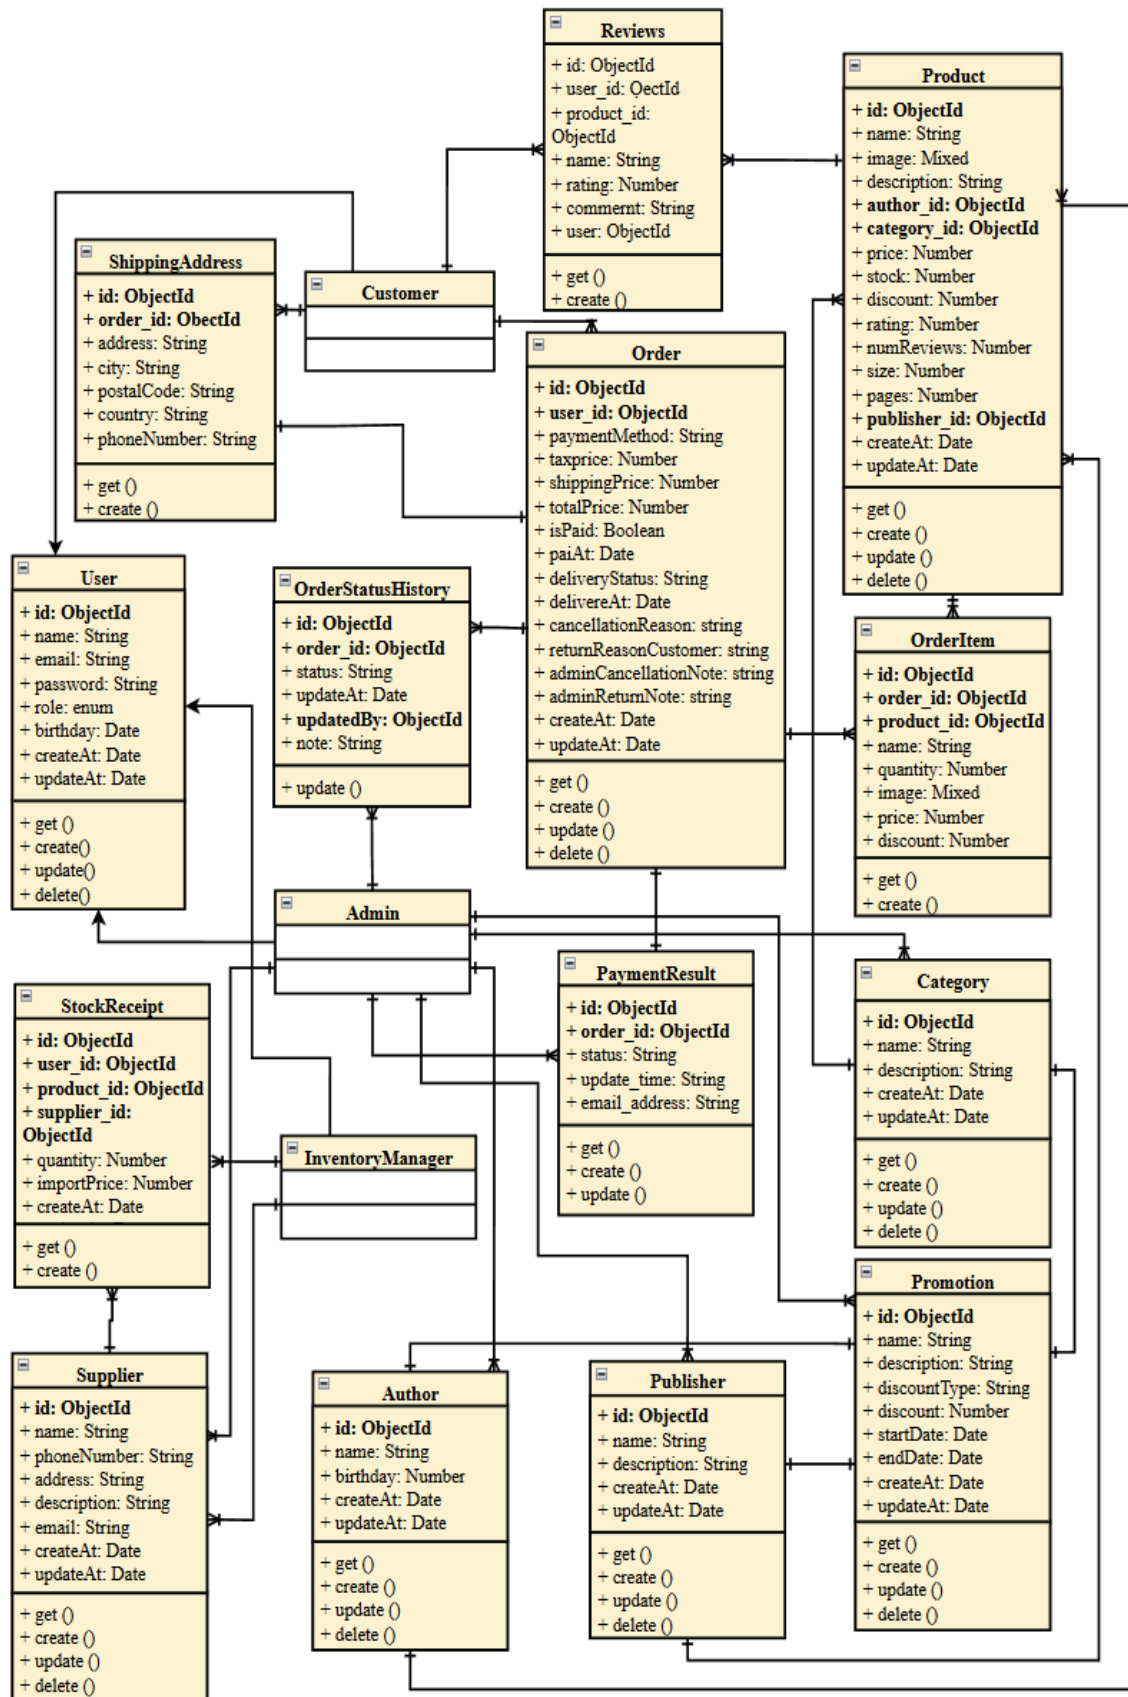 Reviews
+ id: ObjectId
+ user_id: OectId
+ product_id:
ObjectId
+ name: String
+ rating: Number
+ commernt: String
+ user: ObjectId
+ get ()
+ create ()
Product
+ id: ObjectId
+ name: String
+ image: Mixed
+ description: String
+ author_id: ObjectId
+ category_id: ObjectId
+ price: Number
+ stock: Number
+ discount: Number
+ rating: Number
+ numReviews: Number
+ size: Number
+ pages: Number
+ publisher_id: ObjectId
+ createAt: Date
+ updateAt: Date
+ get ()
+ create ()
+ update ()
+ delete ()
ShippingAddress
+ id: ObjectId
+ order_id: ObectId
+ address: String
+ city: String
+ postalCode: String
+ country: String
+ phoneNumber: String
+ get ()
+ create ()
Customer
Order
+ id: ObjectId
+ user_id: ObjectId
+ paymentMethod: String
+ taxprice: Number
+ shippingPrice: Number
+ totalPrice: Number
+ isPaid: Boolean
+ paiAt: Date
+ deliveryStatus: String
+ delivereAt: Date
+ cancellationReason: string
+ returnReasonCustomer: string
+ adminCancellationNote: string
+ adminReturnNote: string
+ createAt: Date
+ updateAt: Date
+ get ()
+ create ()
+ update ()
+ delete ()
User
+ id: ObjectId
+ name: String
+ email: String
+ password: String
+ role: enum
+ birthday: Date
+ createAt: Date
+ updateAt: Date
+ get ()
+ create()
+ update()
+ delete()
OrderStatusHistory
+ id: ObjectId
+ order_id: ObjectId
+ status: String
+ updateAt: Date
+ updatedBy: ObjectId
+ note: String
+ update ()
OrderItem
+ id: ObjectId
+ order_id: ObjectId
+ product_id: ObjectId
+ name: String
+ quantity: Number
+ image: Mixed
+ price: Number
+ discount: Number
+ get ()
+ create ()
Admin
PaymentResult
+ id: ObjectId
+ order_id: ObjectId
+ status: String
+ update_time: String
+ email_address: String
+ get ()
+ create ()
+ update ()
Category
+ id: ObjectId
+ name: String
+ description: String
+ createAt: Date
+ updateAt: Date
+ get ()
+ create ()
+ update ()
+ delete ()
StockReceipt
+ id: ObjectId
+ user_id: ObjectId
+ product_id: ObjectId
+ supplier_id:
ObjectId
+ quantity: Number
+ importPrice: Number
+ createAt: Date
+ get ()
+ create ()
InventoryManager
Promotion
+ id: ObjectId
+ name: String
+ description: String
+ discountType: String
+ discount: Number
+ startDate: Date
+ endDate: Date
+ createAt: Date
+ updateAt: Date
+ get ()
+ create ()
+ update ()
+ delete ()
Supplier
+ id: ObjectId
+ name: String
+ phoneNumber: String
+ address: String
+ description: String
+ email: String
+ createAt: Date
+ updateAt: Date
+ get ()
+ create ()
+ update ()
+ delete ()
Author
+ id: ObjectId
+ name: String
+ birthday: Number
+ createAt: Date
+ updateAt: Date
+ get ()
+ create ()
+ update ()
+ delete ()
Publisher
+ id: ObjectId
+ name: String
+ description: String
+ createAt: Date
+ updateAt: Date
+ get ()
+ create ()
+ update ()
+ delete ()